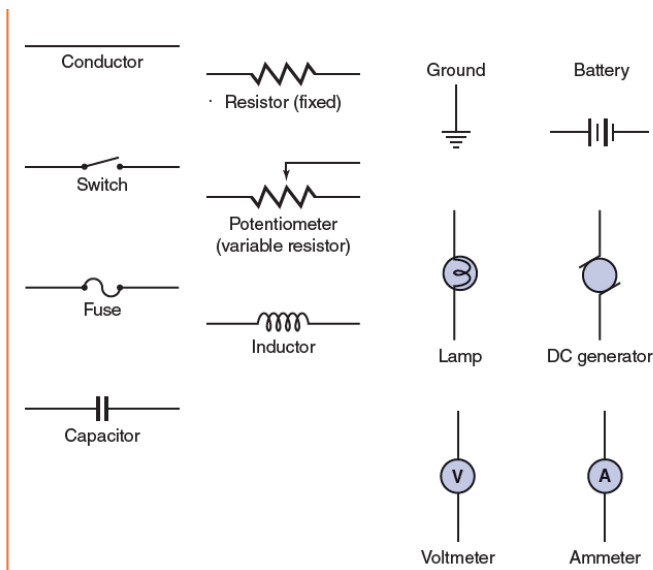 Conductor
Resistor (fixed)
Ground
Battery
Switch
Potentiometer
(variable resistor)
Fuse
Inductor
Lamp
DC generator
Capacitor
V
A
Voltmeter
Ammeter